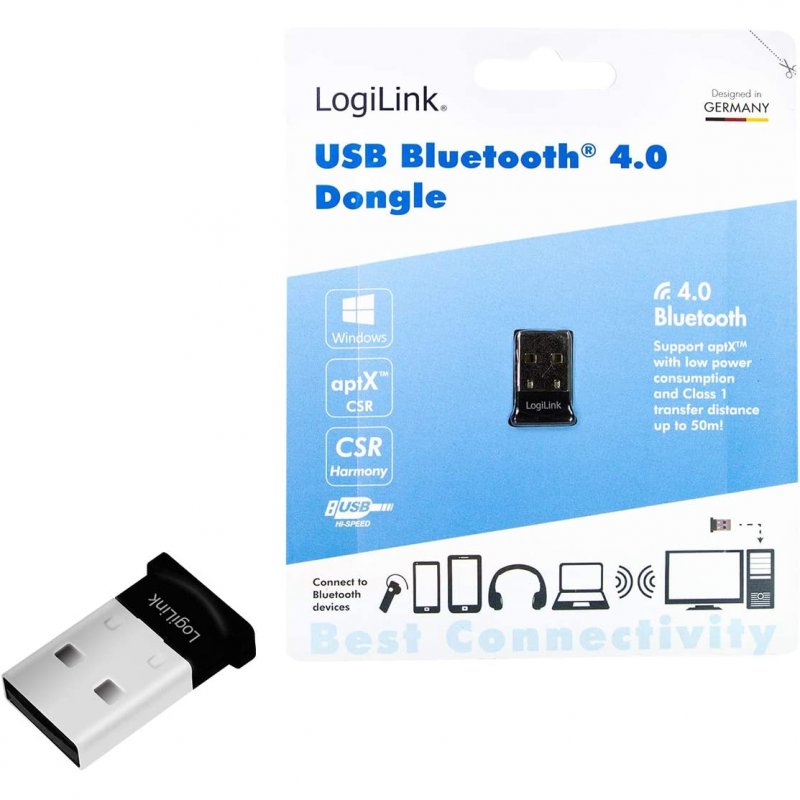 LogiLink®
Designed in
GERMANY
USB Bluetooth® 4.0
Dongle
Windows
aptX™
CSR
CSR
Harmony
USB
HI-SPEED
4.0
Bluetooth
Support aptX™
with low power
consumption
and Class 1
transfer distance
up to 50m!
LogiLink
Connect to
Bluetooth
devices
Best Connectivity
LogiLink